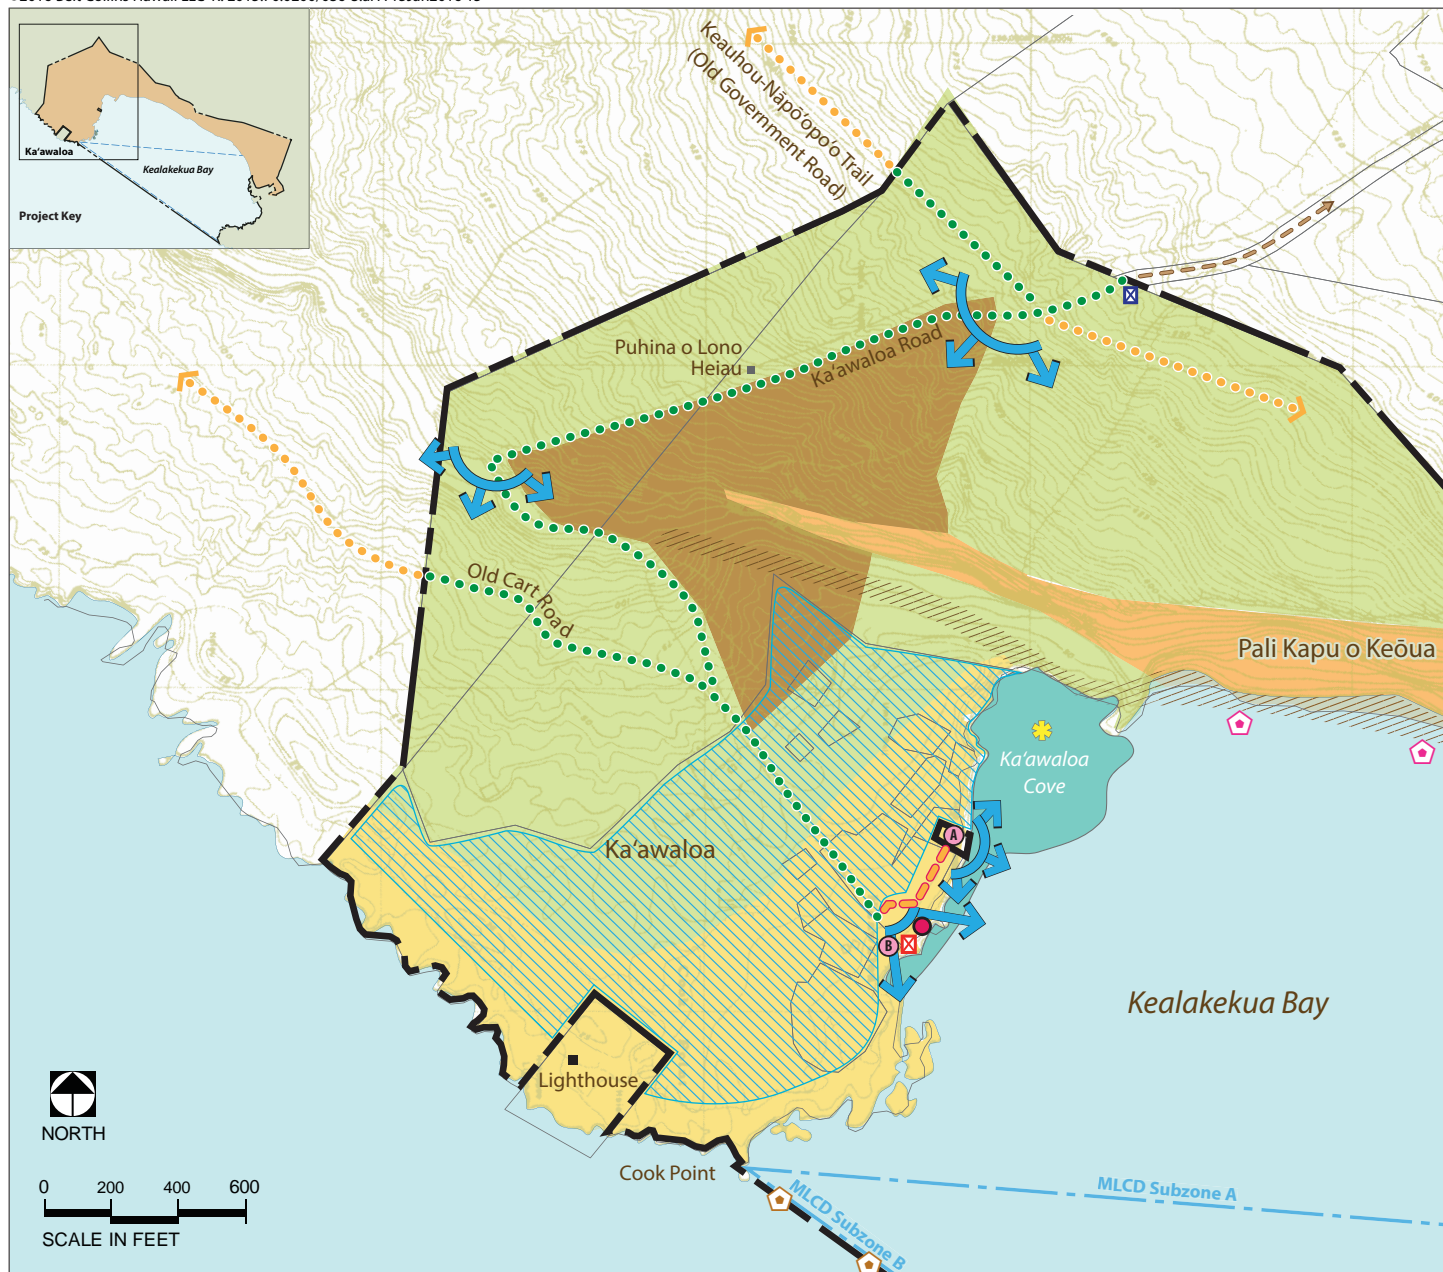 Ka‘awaloa
Kealakekua Bay
Project Key
Keauhou-Nāpō‘opo‘o Trail
(Old Government Road)
Puhina o Lono
Heiau
Ka‘awaloa Road
Old Cart Road
Pali Kapu o Keōua
Ka‘awaloa
Cove
Ka‘awaloa
A
B
Kealakekua Bay
Lighthouse
NORTH
Cook Point
MLCD Subzone A
MLCD Subzone B
0 200 400 600
SCALE IN FEET